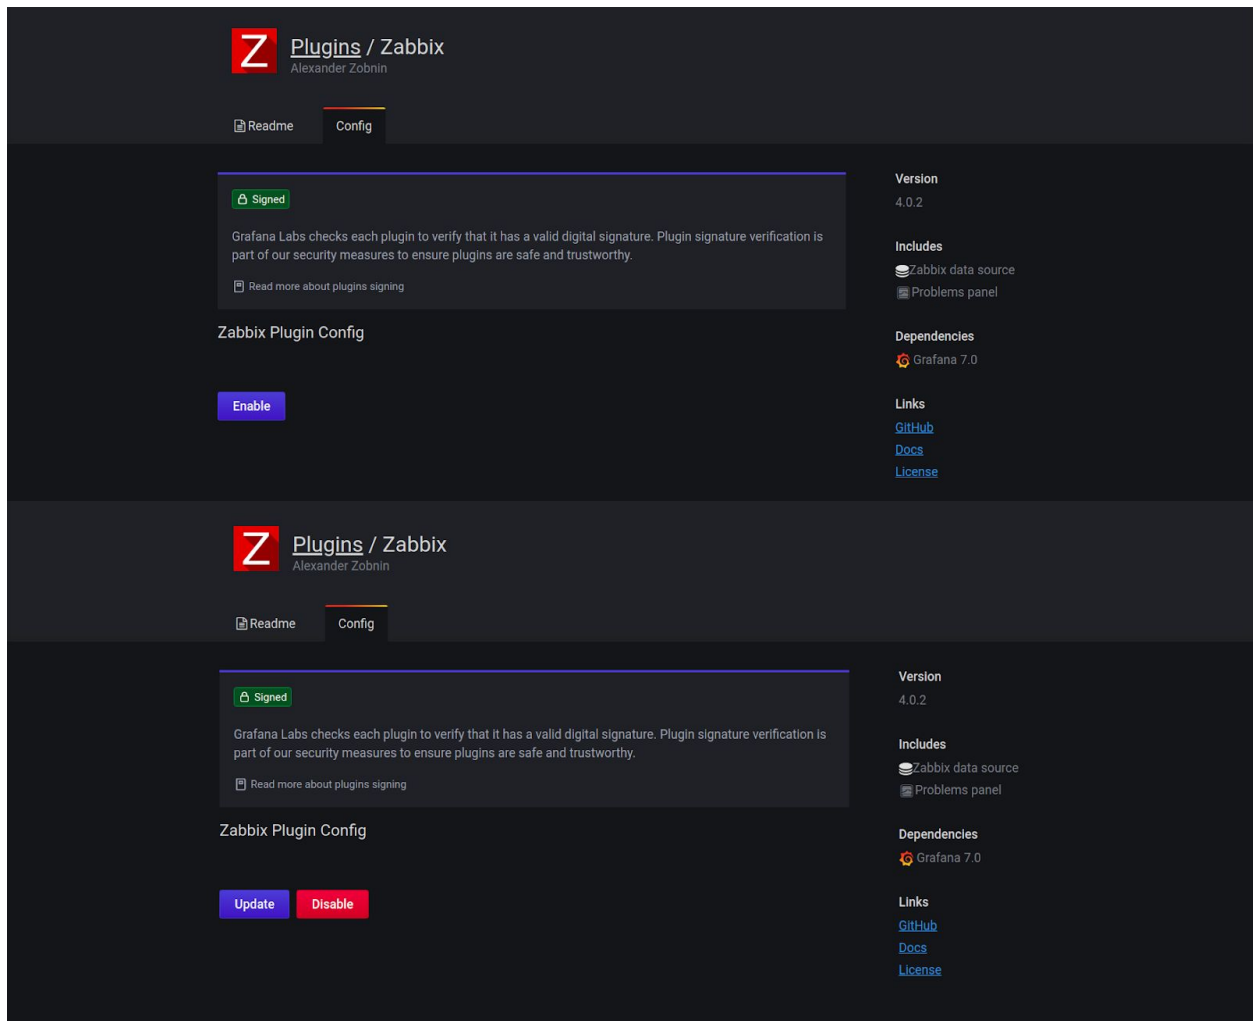 Z
Plugins / Zabbix
Alexander Zobnin
Readme
Config
Signed
Grafana Labs checks each plugin to verify that it has a valid digital signature. Plugin signature verification is
part of our security measures to ensure plugins are safe and trustworthy.
Read more about plugins signing
Zabbix Plugin Config
Enable
Version
4.0.2
Includes
Zabbix data source
Problems panel
Dependencies
Grafana 7.0
Links
GitHub
Docs
License
Z
Plugins / Zabbix
Alexander Zobnin
Readme
Config
Signed
Grafana Labs checks each plugin to verify that it has a valid digital signature. Plugin signature verification is
part of our security measures to ensure plugins are safe and trustworthy.
Read more about plugins signing
Zabbix Plugin Config
Update
Disable
Version
4.0.2
Includes
Zabbix data source
Problems panel
Dependencies
Grafana 7.0
Links
GitHub
Docs
License